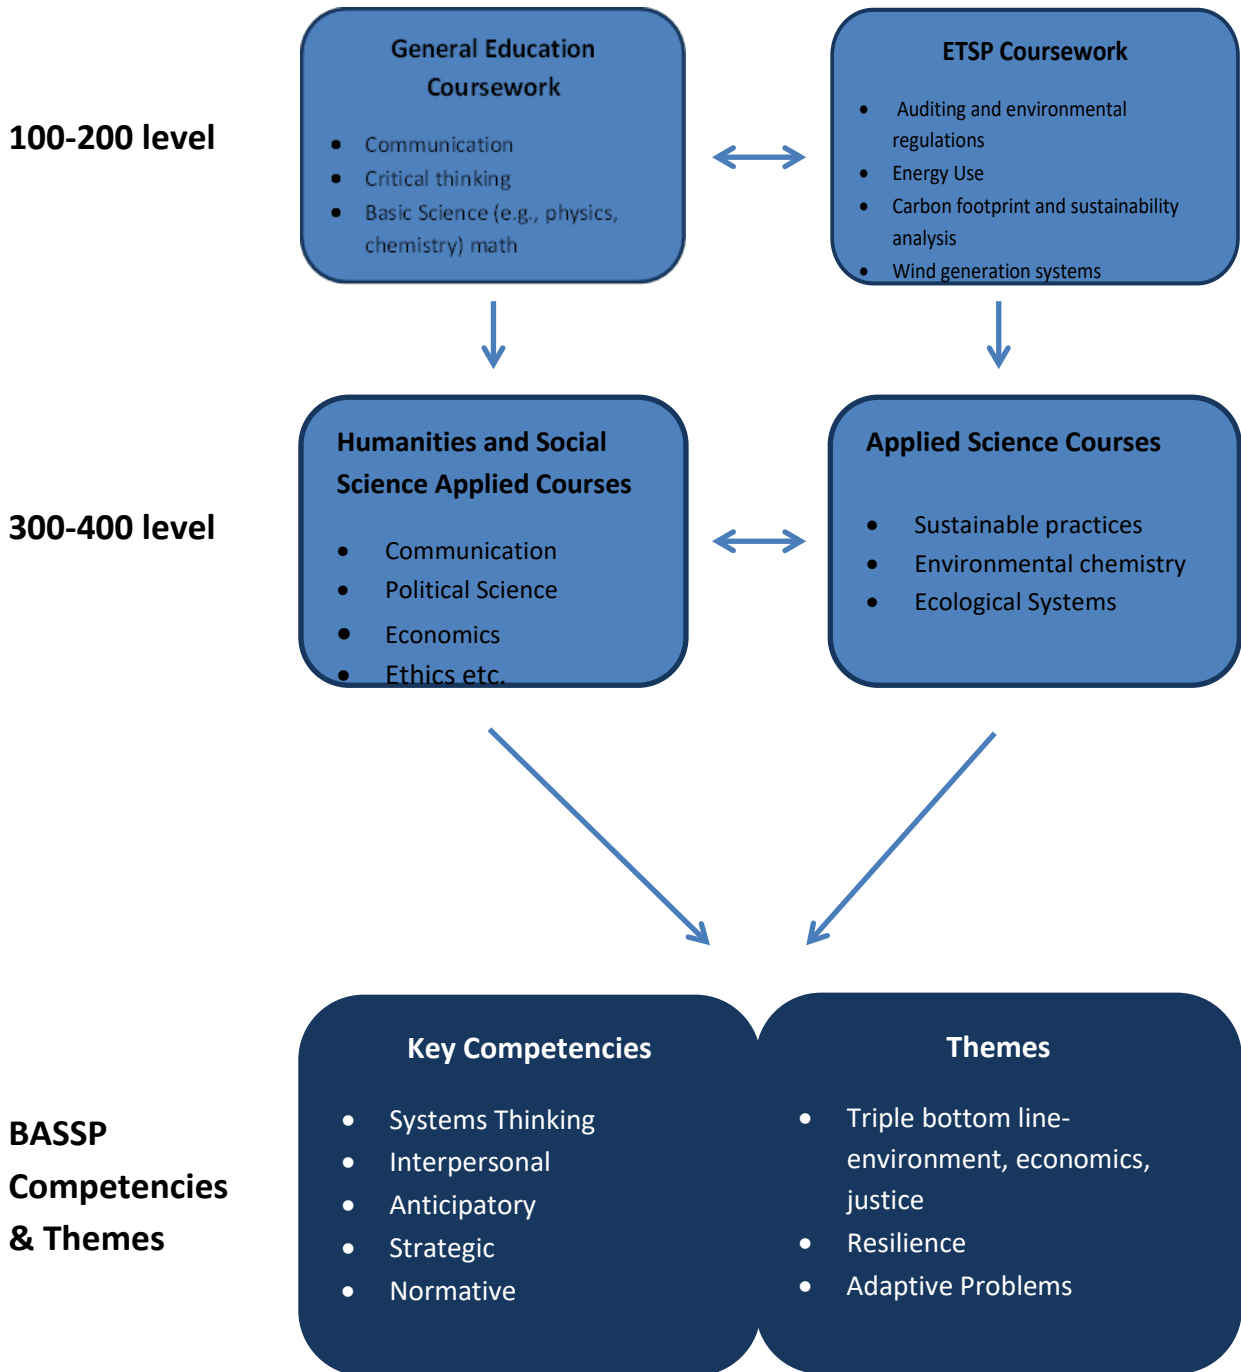 100-200 level
General Education
Coursework
• Communication
• Critical thinking
• Basic Science (e.g., physics,
chemistry) math
ETSP Coursework
• Auditing and environmental
regulations
• Energy Use
• Carbon footprint and sustainability
analysis
• Wind generation systems
300-400 level
Humanities and Social
Science Applied Courses
• Communication
• Political Science
• Economics
• Ethics etc.
Applied Science Courses
• Sustainable practices
• Environmental chemistry
• Ecological Systems
BASSP
Competencies
& Themes
Key Competencies
• Systems Thinking
• Interpersonal
• Anticipatory
• Strategic
• Normative
Themes
• Triple bottom line-
environment, economics,
justice
• Resilience
• Adaptive Problems